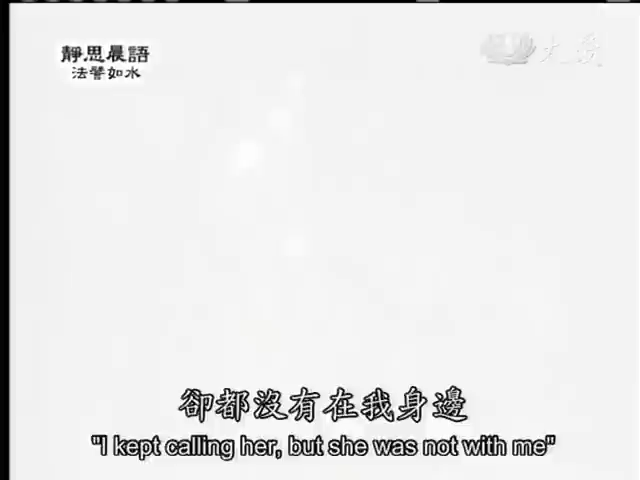 靜思晨語
法譬如水
大愛
卻都沒有在我身邊
"I kept calling her, but she was not with me"